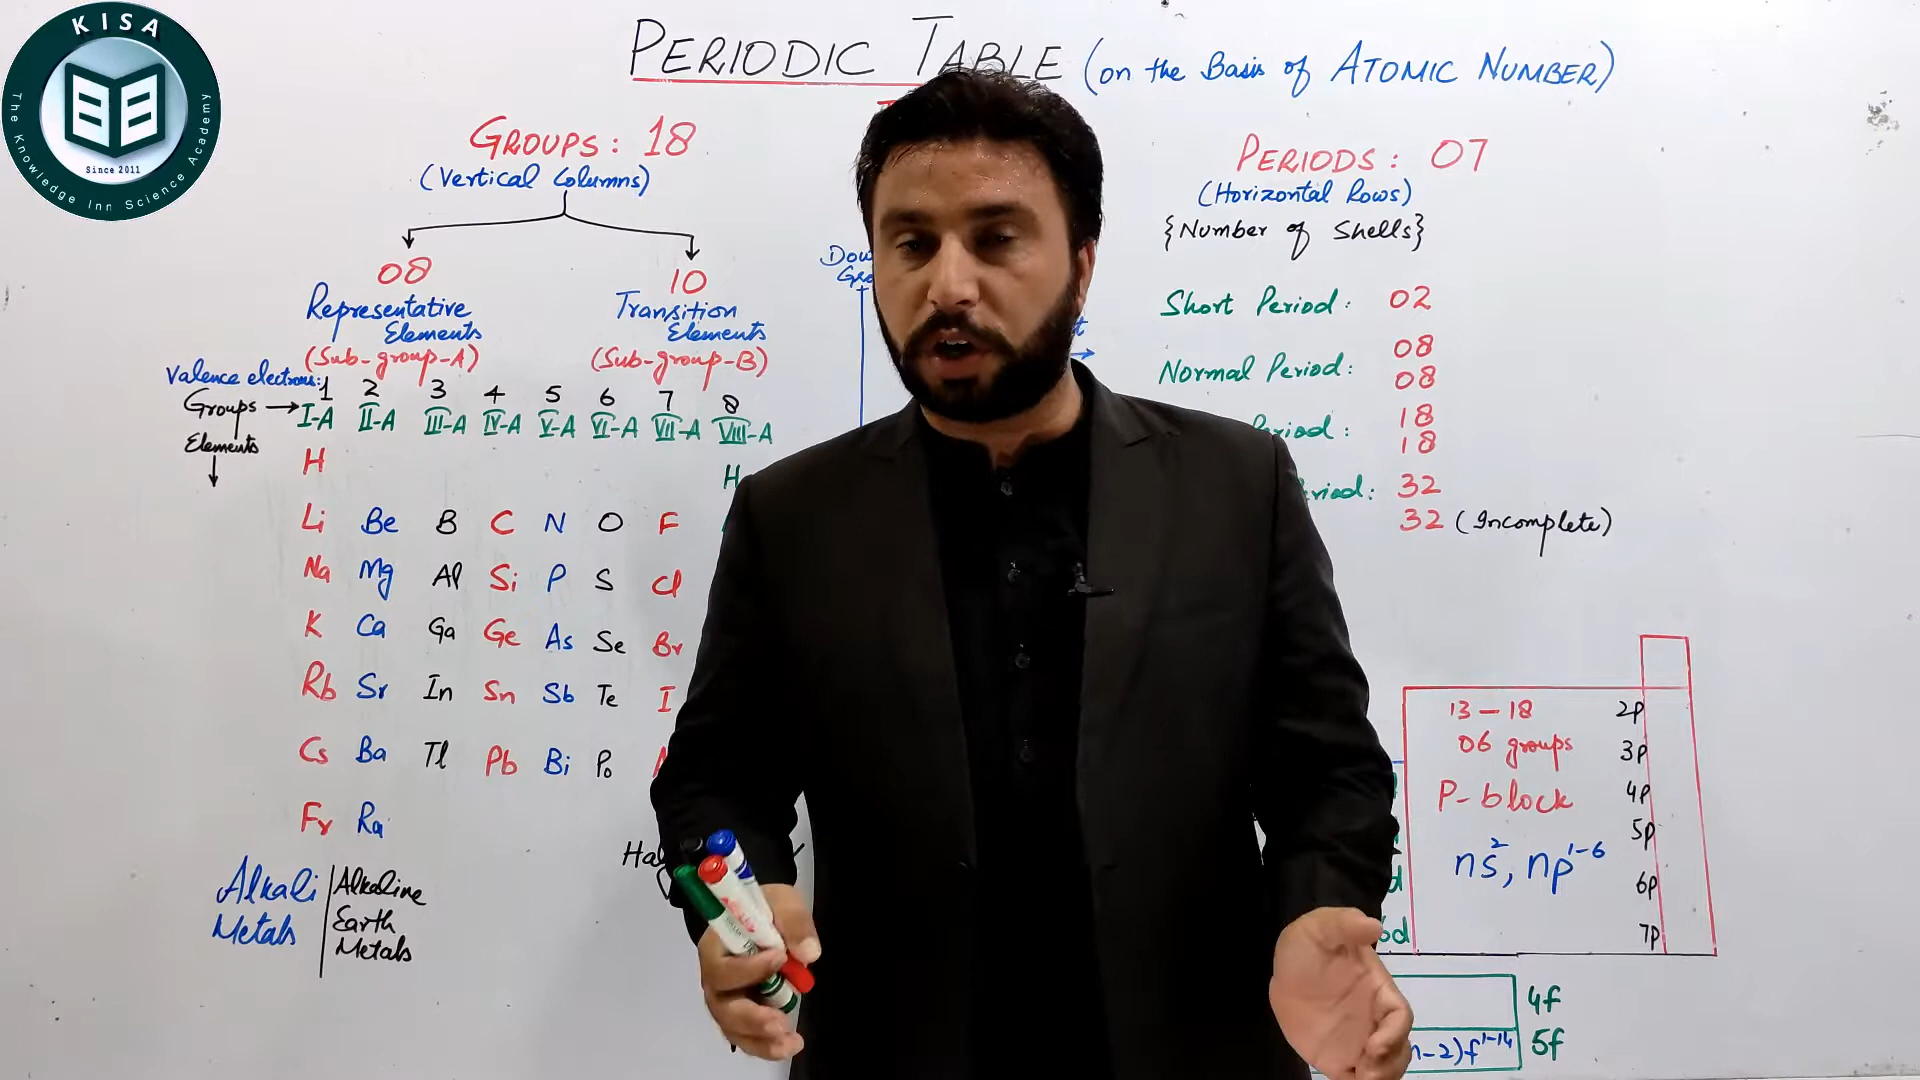 KISA
The Knowledge Inn Science Academy
Since 2011
PERIODIC TABLE (on the Basis of ATOMIC NUMBER)
GROUPS: 18
(Vertical Columns)
08
Representative
Elements
(Sub-group-A)
10
Transition
Elements
(Sub-group-B)
Valence electrons: 1 2 3 4 5 6 7 8
Groups → I-A II-A III-A IV-A V-A VI-A VII-A VIII-A
Elements
H
Li Be B C N O F
Na Mg Al Si P S Cl
K Ca Ga Ge As Se Br
Rb Sr In Sn Sb Te I
Cs Ba Tl Pb Bi Po
Fr Ra
Alkali
Metals
Alkaline
Earth
Metals
PERIODS: 07
(Horizontal Rows)
{Number of Shells}
Short Period: 02
Normal Period: 08
08
18
18
32
32 (Incomplete)
13 – 18
06 groups
P-block
ns², np¹⁻⁶
2p
3p
4p
5p
6p
7p
4f
-2)f¹⁻¹⁴ 5f